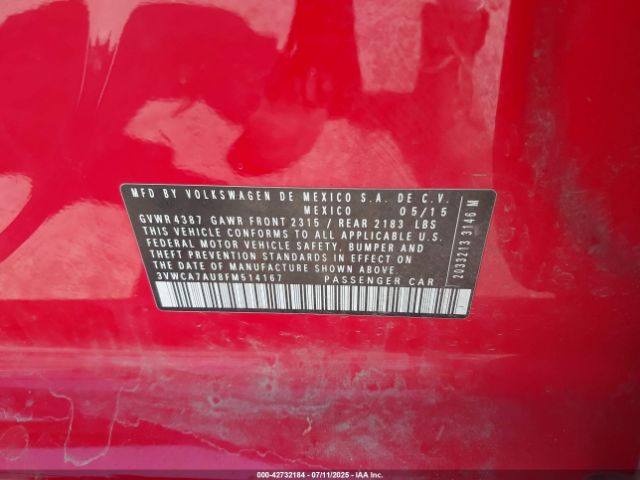 MFD BY VOLKSWAGEN DE MEXICO S.A. DE C.V.
MEXICO 05/15
GVWR 4387 GAWR FRONT 2315 / REAR 2183 LBS
THIS VEHICLE CONFORMS TO ALL APPLICABLE U.S.
FEDERAL MOTOR VEHICLE SAFETY, BUMPER AND
THEFT PREVENTION STANDARDS IN EFFECT ON
THE DATE OF MANUFACTURE SHOWN ABOVE.
3VWCA7AU8FM514167 PASSENGER CAR
2033213 3146 M
000-42732184 - 07/11/2025 - IAAI.COM